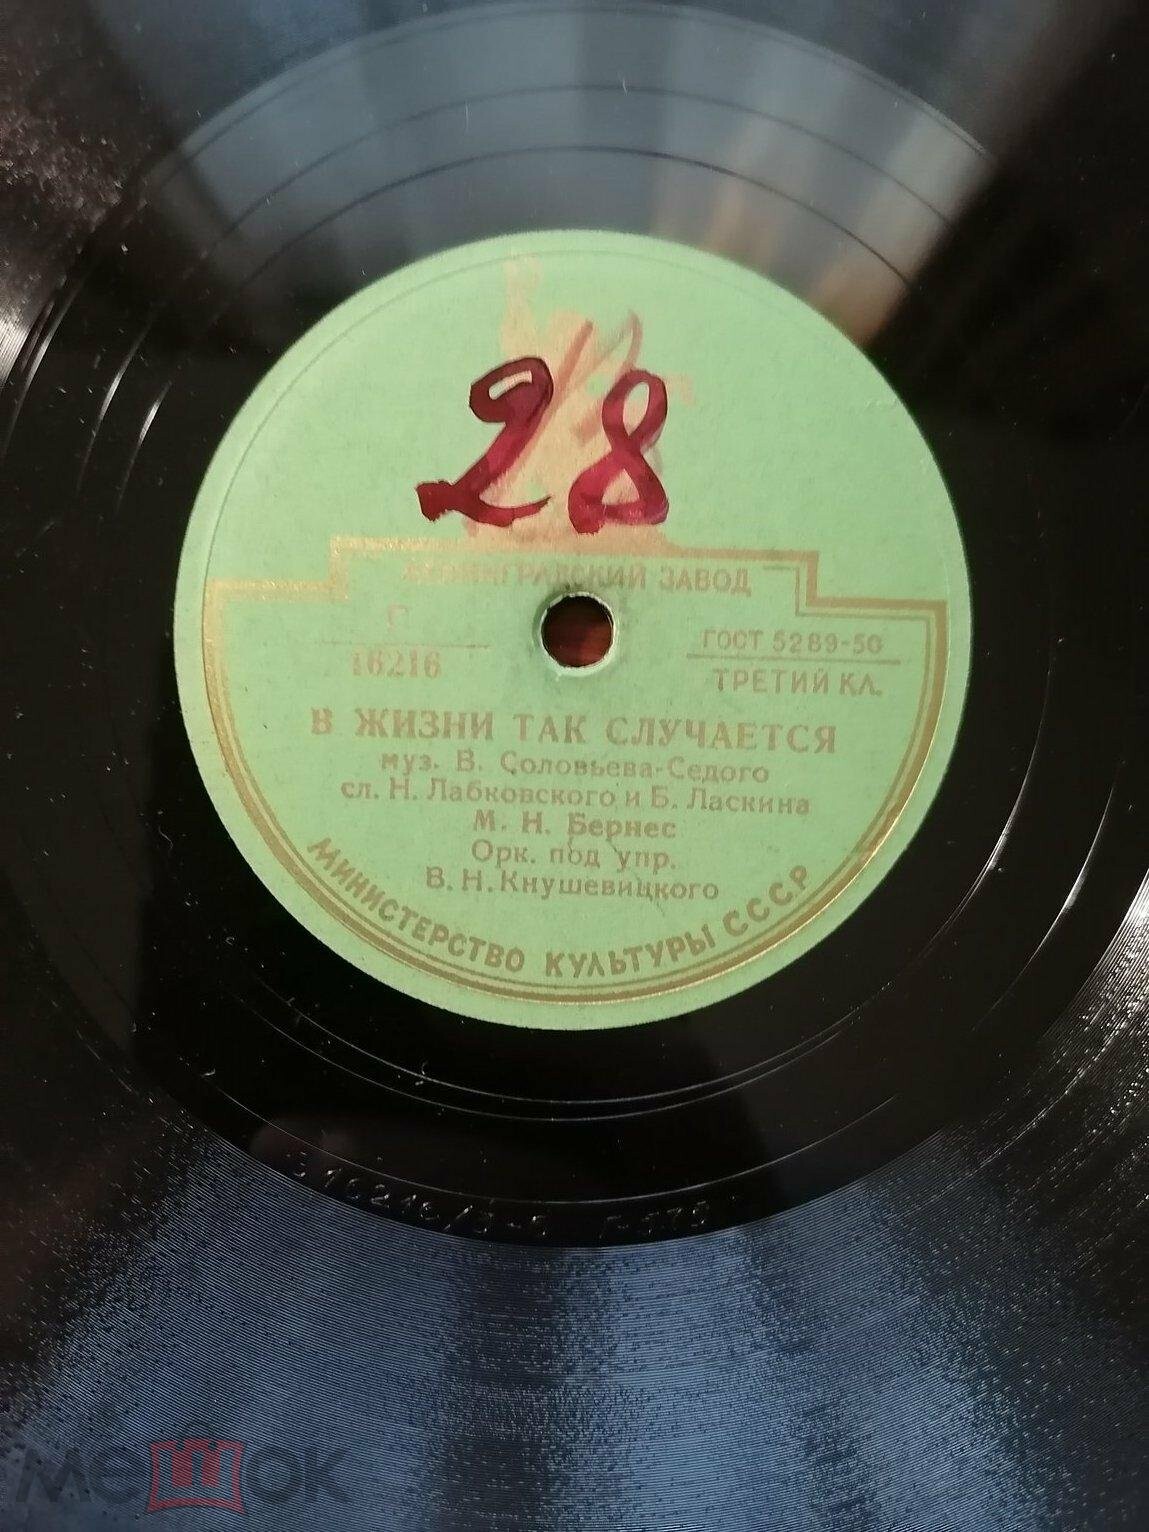 28
ЛЕНИНГРАДСКИЙ ЗАВОД
Г
16216
ГОСТ 5289-50
ТРЕТИЙ КЛ.
В ЖИЗНИ ТАК СЛУЧАЕТСЯ
муз. В. Соловьева-Седого
сл. Н. Лабковского и Б. Ласкина
М. Н. Бернес
Орк. под упр.
В. Н. Кнушевицкого
МИНИСТЕРСТВО КУЛЬТУРЫ СССР
мешок